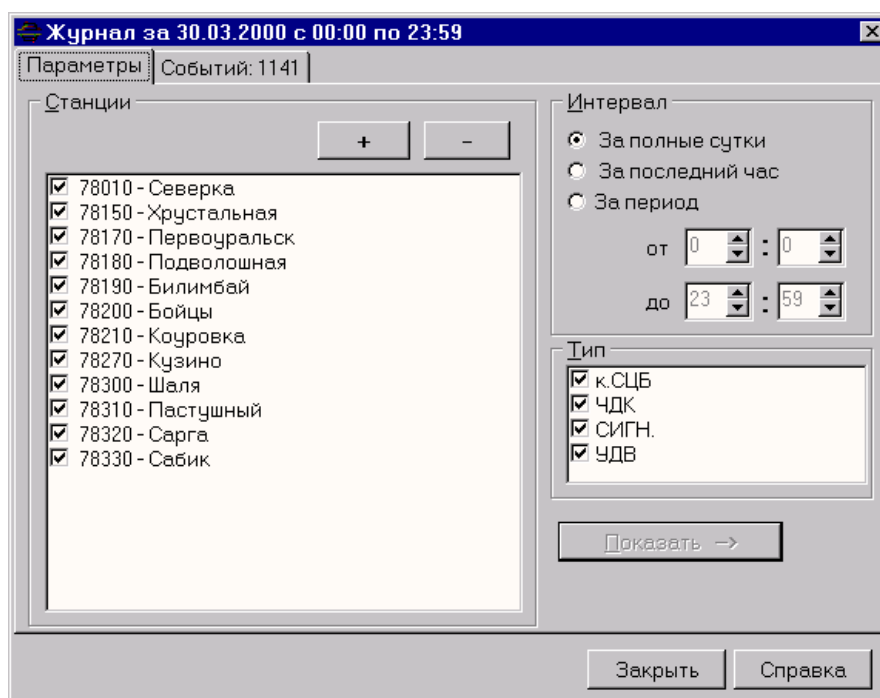 Журнал за 30.03.2000 с 00:00 по 23:59
Параметры
Событий: 1141
Станции
+
-
78010 - Северка
78150 - Хрустальная
78170 - Первоуральск
78180 - Подволошная
78190 - Билимбай
78200 - Бойцы
78210 - Коуровка
78270 - Кузино
78300 - Шаля
78310 - Пастушный
78320 - Сарга
78330 - Сабик
Интервал
За полные сутки
За последний час
За период
от 0 : 0
до 23 : 59
Тип
к.СЦБ
ЧДК
СИГН.
УДВ
Показать ->
Закрыть
Справка